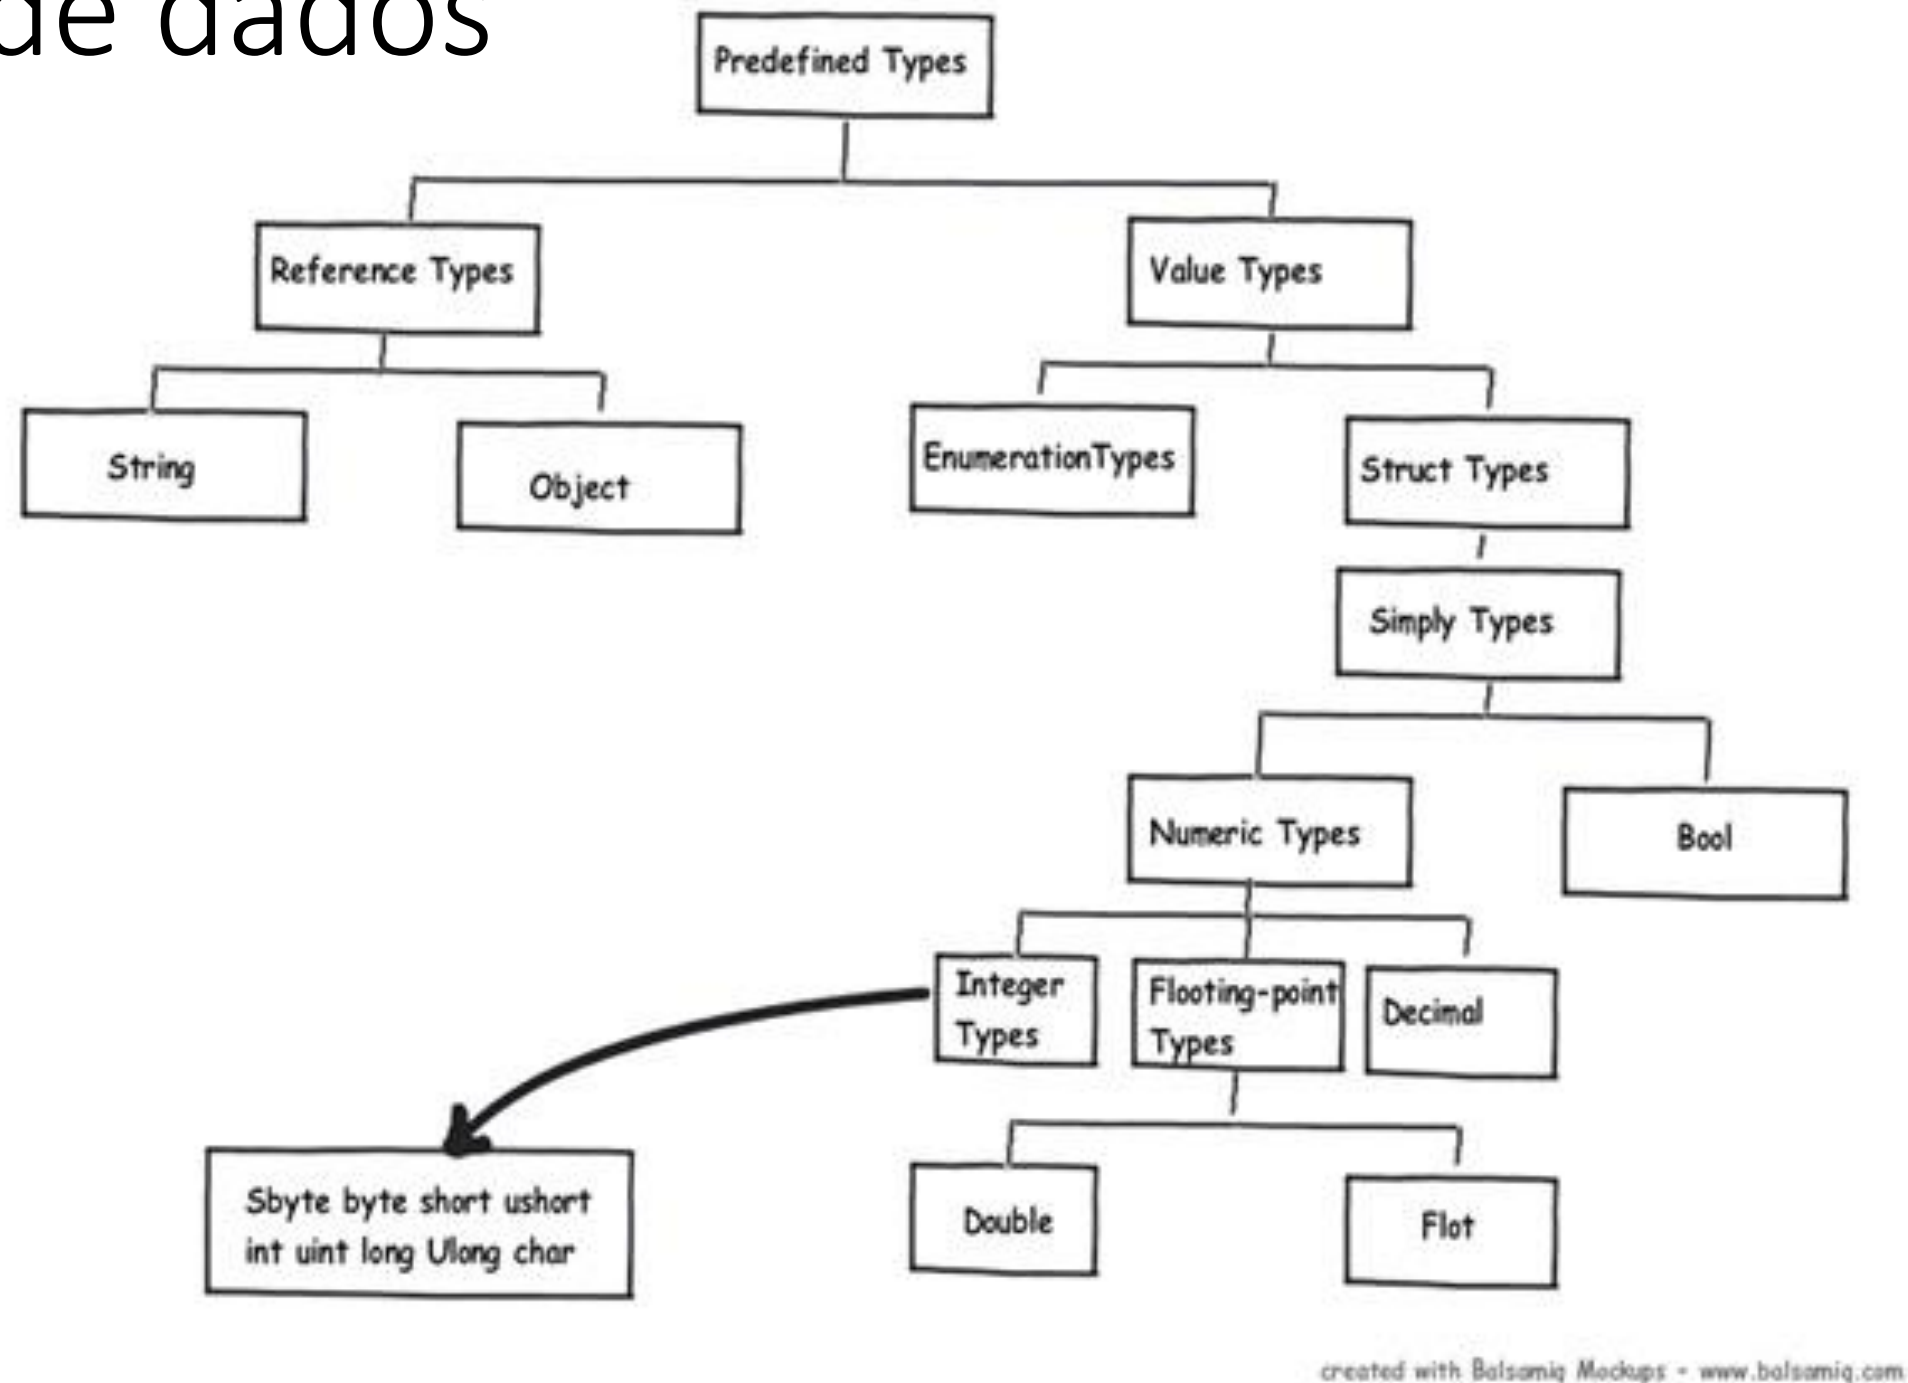 de dados
Predefined Types
Reference Types
Value Types
String
Object
EnumerationTypes
Struct Types
Simply Types
Numeric Types
Bool
Integer
Types
Flooting-point
Types
Decimal
Sbyte byte short ushort
int uint long Ulong char
Double
Flot
created with Balsamiq Mockups - www.balsamiq.com